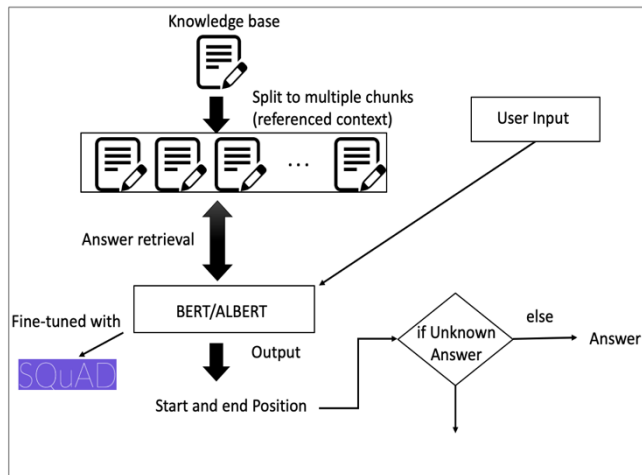 Knowledge base
Split to multiple chunks
(referenced context)
User Input
...
Answer retrieval
BERT/ALBERT
Fine-tuned with
SQuAD
Output
Start and end Position
if Unknown
Answer
else
Answer